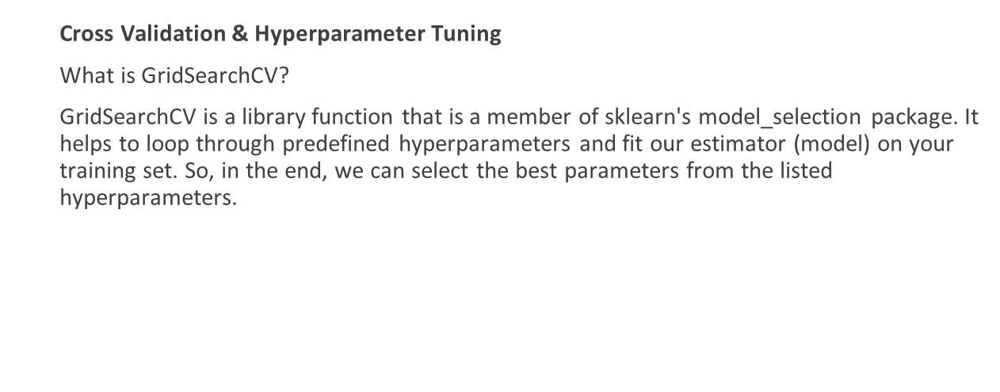 Cross Validation & Hyperparameter Tuning
What is GridSearchCV?
GridSearchCV is a library function that is a member of sklearn's model_selection package. It
helps to loop through predefined hyperparameters and fit our estimator (model) on your
training set. So, in the end, we can select the best parameters from the listed
hyperparameters.